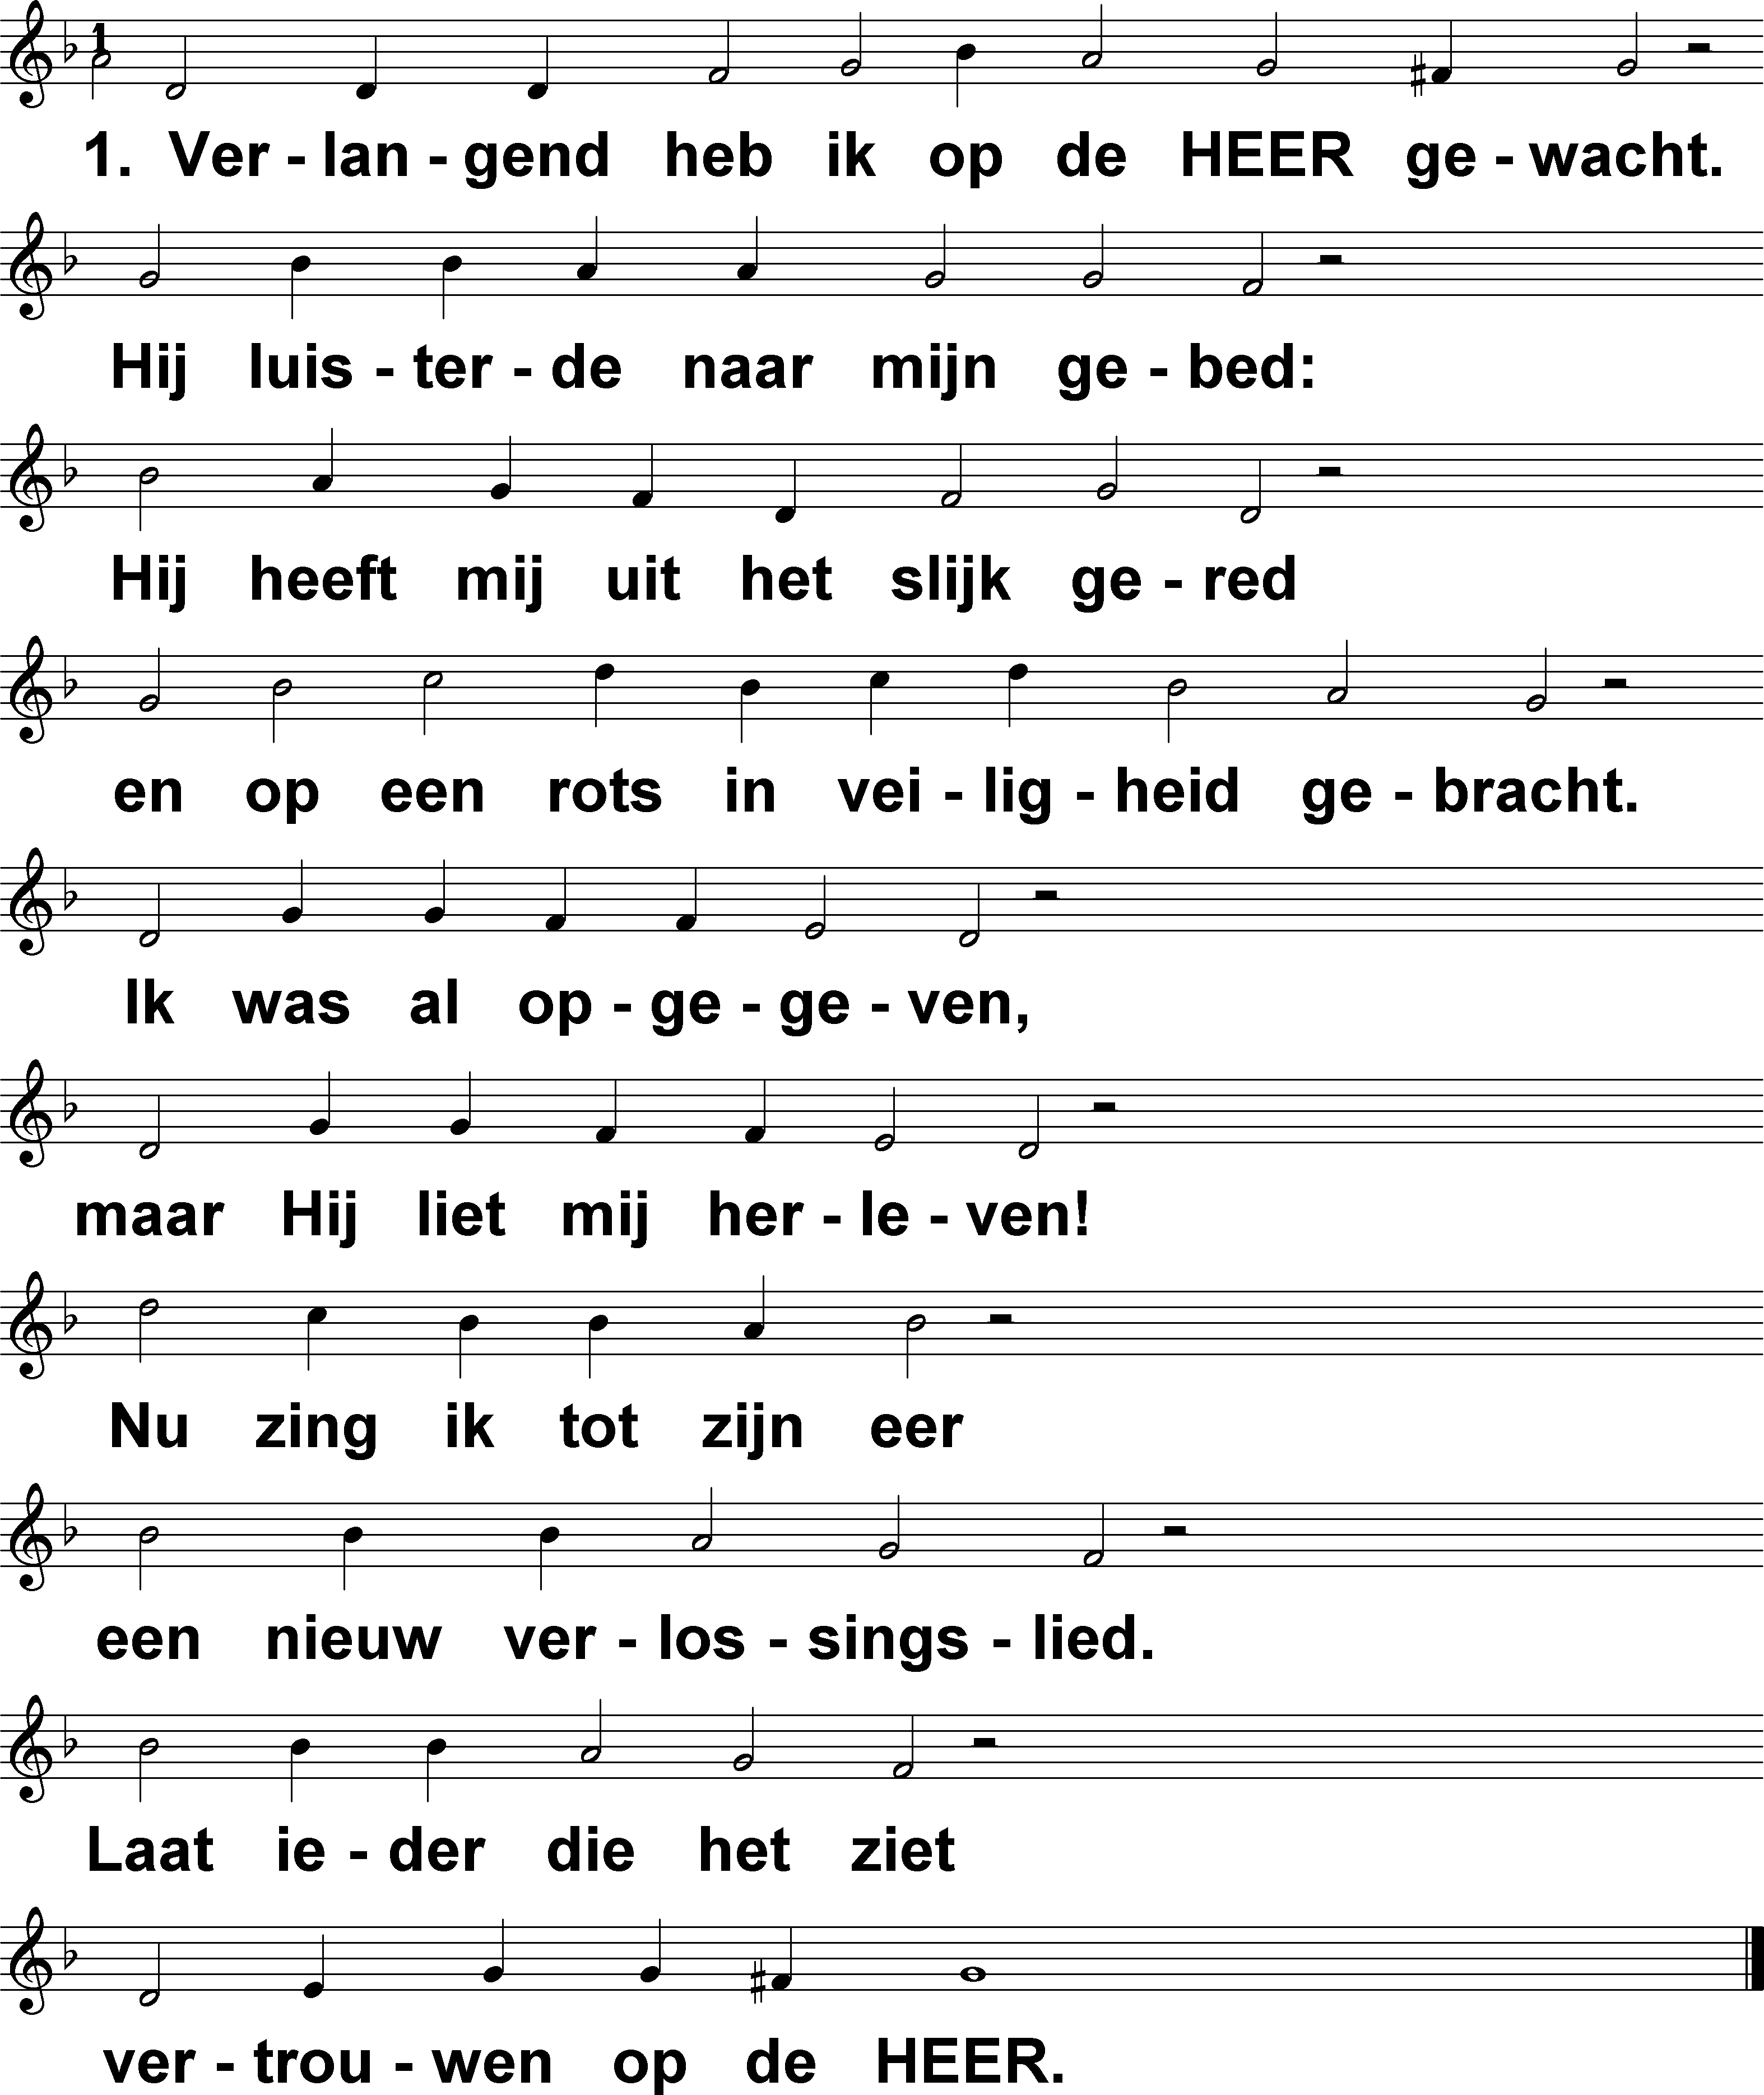 1
1. Ver - lan - gend heb ik op de HEER ge - wacht.
Hij luis - ter - de naar mijn ge - bed:
Hij heeft mij uit het slijk ge - red
en op een rots in vei - lig - heid ge - bracht.
Ik was al op - ge - ge - ven,
maar Hij liet mij her - le - ven!
Nu zing ik tot zijn eer
een nieuw ver - los - sings - lied.
Laat ie - der die het ziet
ver - trou - wen op de HEER.